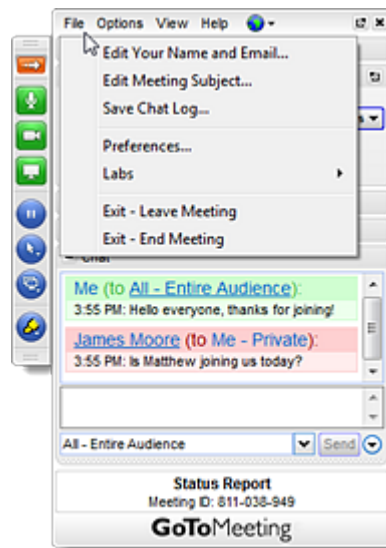 File Options View Help
Edit Your Name and Email...
Edit Meeting Subject...
Save Chat Log...
Preferences...
Labs
Exit - Leave Meeting
Exit - End Meeting
Chat
Me (to All - Entire Audience):
3:55 PM: Hello everyone, thanks for joining!
James Moore (to Me - Private):
3:55 PM: Is Matthew joining us today?
All - Entire Audience Send
Status Report
Meeting ID: 811-038-949
GoToMeeting